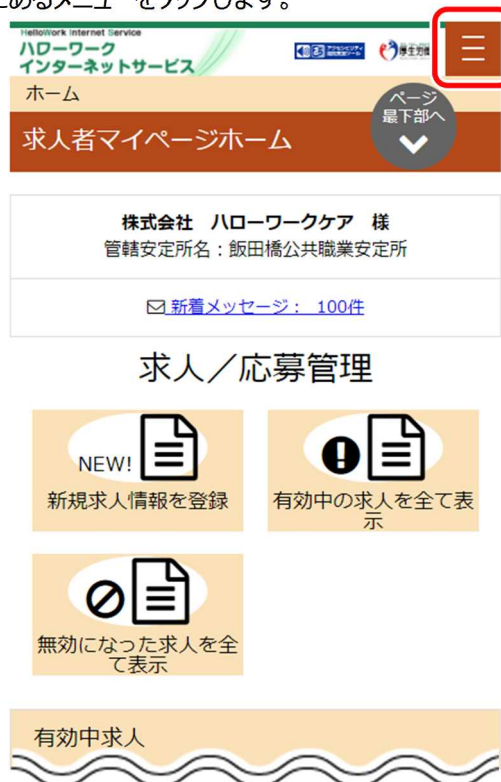 にあるメニューをタップします。
HelloWork Internet Service
ハローワーク
インターネットサービス
ホーム
ページ
最下部へ
求人者マイページホーム
株式会社 ハローワークケア 様
管轄安定所名：飯田橋公共職業安定所
新着メッセージ： 100件
求人／応募管理
NEW!
新規求人情報を登録
有効中の求人を全て表
示
無効になった求人を全
て表示
有効中求人